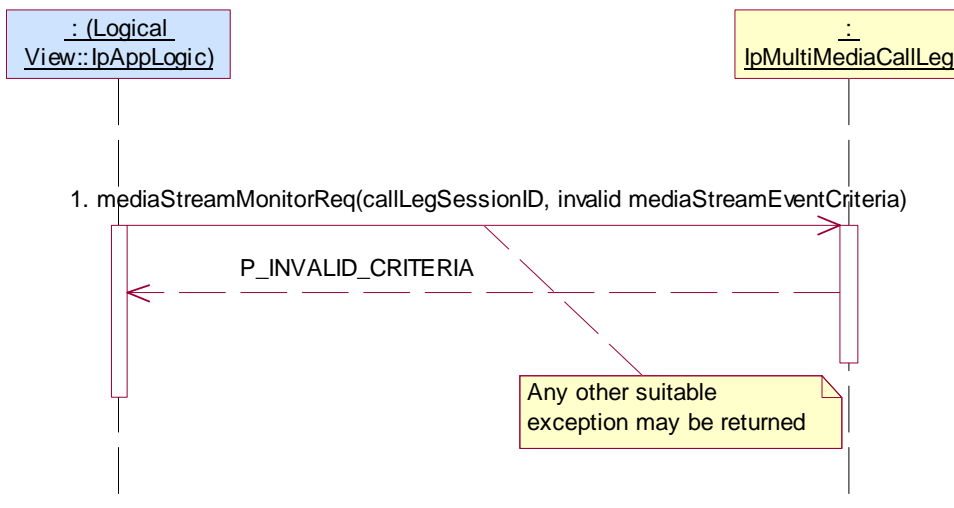 : (Logical
View::IpAppLogic)
:
IpMultiMediaCallLeg
1. mediaStreamMonitorReq(callLegSessionID, invalid mediaStreamEventCriteria)
P_INVALID_CRITERIA
Any other suitable
exception may be returned